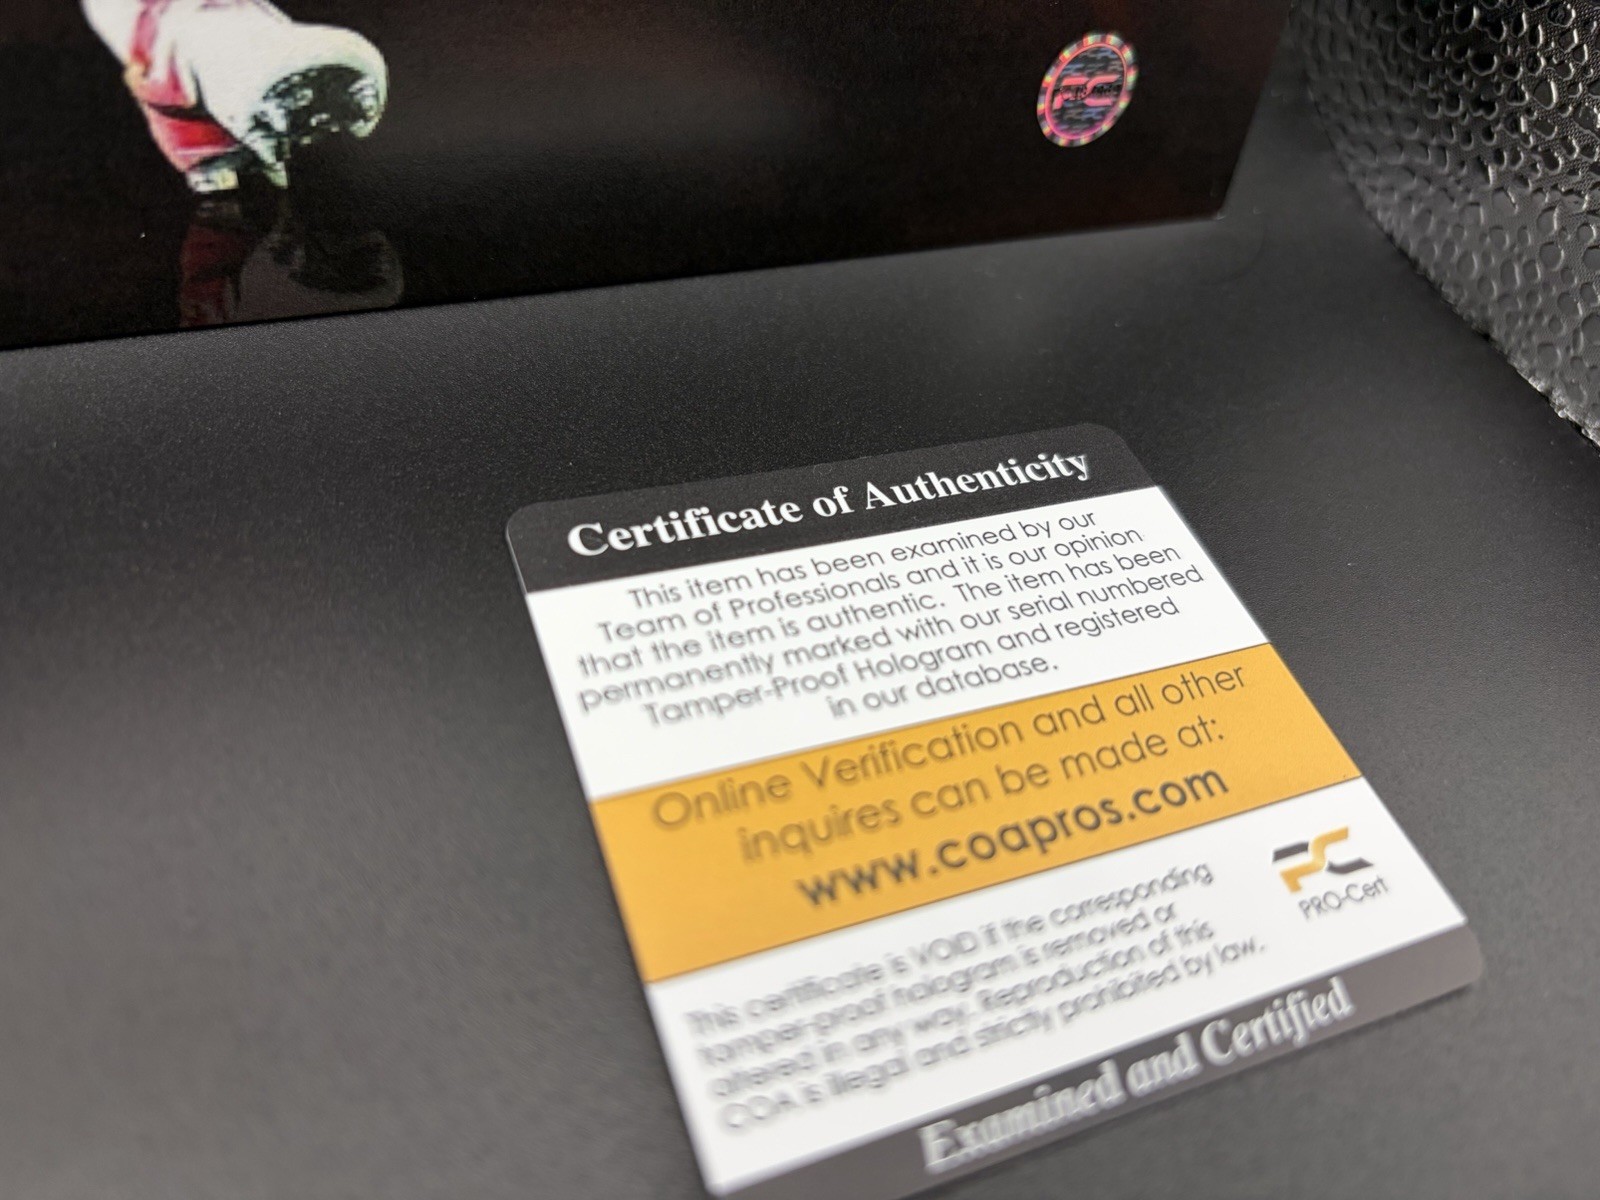 Certificate of Authenticity
This item has been examined by our
Team of Professionals and it is our opinion
that the item is authentic. The item has been
permanently marked with our serial numbered
Tamper-Proof Hologram and registered
in our database.
Online Verification and all other
inquires can be made at:
www.coapros.com
This certificate is VOID if the corresponding
tamper-proof hologram is removed or
altered in any way. Reproduction of this
COA is illegal and strictly prohibited by law.
PC
PRO-Cert
Examined and Certified